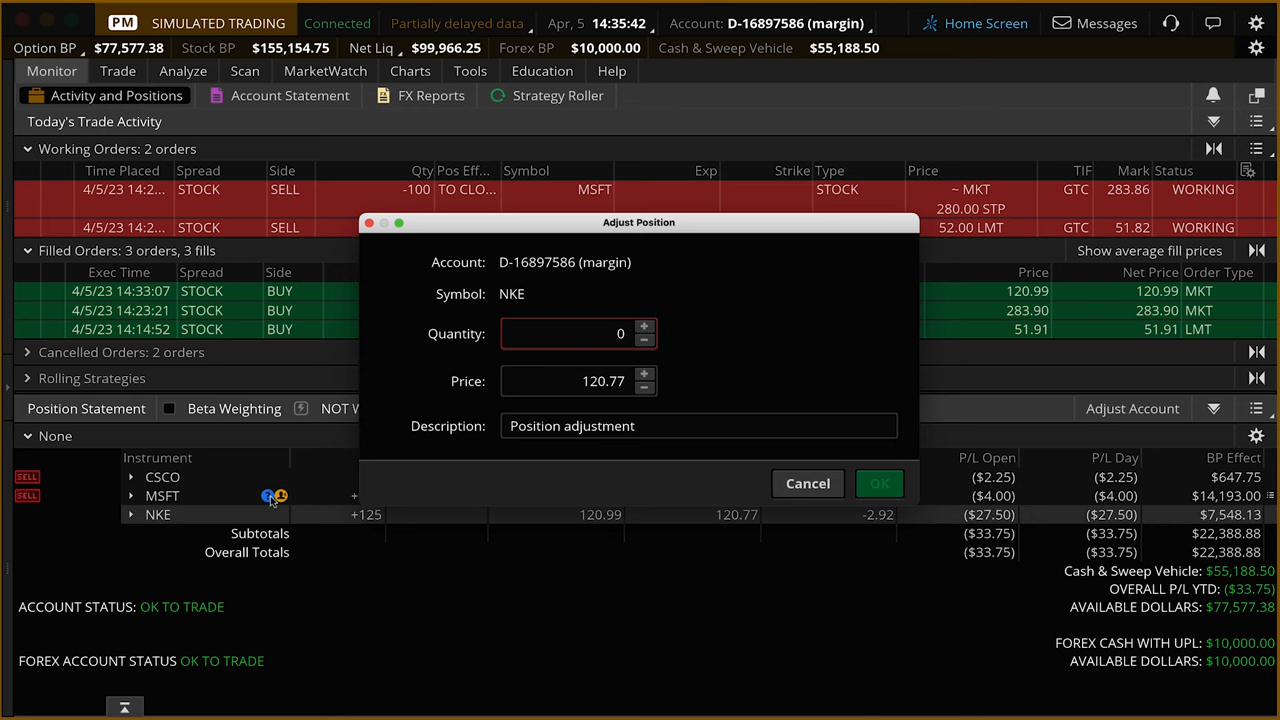 PM SIMULATED TRADING Connected Partially delayed data Apr, 5 14:35:42 Account: D-16897586 (margin) Home Screen Messages
Option BP $77,577.38 Stock BP $155,154.75 Net Liq $99,966.25 Forex BP $10,000.00 Cash & Sweep Vehicle $55,188.50
Monitor Trade Analyze Scan MarketWatch Charts Tools Education Help
Activity and Positions Account Statement FX Reports Strategy Roller
Today's Trade Activity
Working Orders: 2 orders
Time Placed Spread Side Qty Pos Eff... Symbol Exp Strike Type Price TIF Mark Status
4/5/23 14:2... STOCK SELL -100 TO CLO... MSFT STOCK ~ MKT GTC 283.86 WORKING
280.00 STP
4/5/23 14:2... STOCK SELL 52.00 LMT GTC 51.82 WORKING
Filled Orders: 3 orders, 3 fills Show average fill prices
Exec Time Spread Side Price Net Price Order Type
4/5/23 14:33:07 STOCK BUY 120.99 120.99 MKT
4/5/23 14:23:21 STOCK BUY 283.90 283.90 MKT
4/5/23 14:14:52 STOCK BUY 51.91 51.91 LMT
Cancelled Orders: 2 orders
Rolling Strategies
Position Statement Beta Weighting NOT W Adjust Account
None
Instrument P/L Open P/L Day BP Effect
SELL CSCO ($2.25) ($2.25) $647.75
SELL MSFT + ($4.00) ($4.00) $14,193.00
NKE +125 120.99 120.77 -2.92 ($27.50) ($27.50) $7,548.13
Subtotals ($33.75) ($33.75) $22,388.88
Overall Totals ($33.75) ($33.75) $22,388.88
Cash & Sweep Vehicle: $55,188.50
OVERALL P/L YTD: ($33.75)
ACCOUNT STATUS: OK TO TRADE AVAILABLE DOLLARS: $77,577.38
FOREX CASH WITH UPL: $10,000.00
FOREX ACCOUNT STATUS OK TO TRADE AVAILABLE DOLLARS: $10,000.00
Adjust Position
Account: D-16897586 (margin)
Symbol: NKE
Quantity: 0
Price: 120.77
Description: Position adjustment
Cancel OK